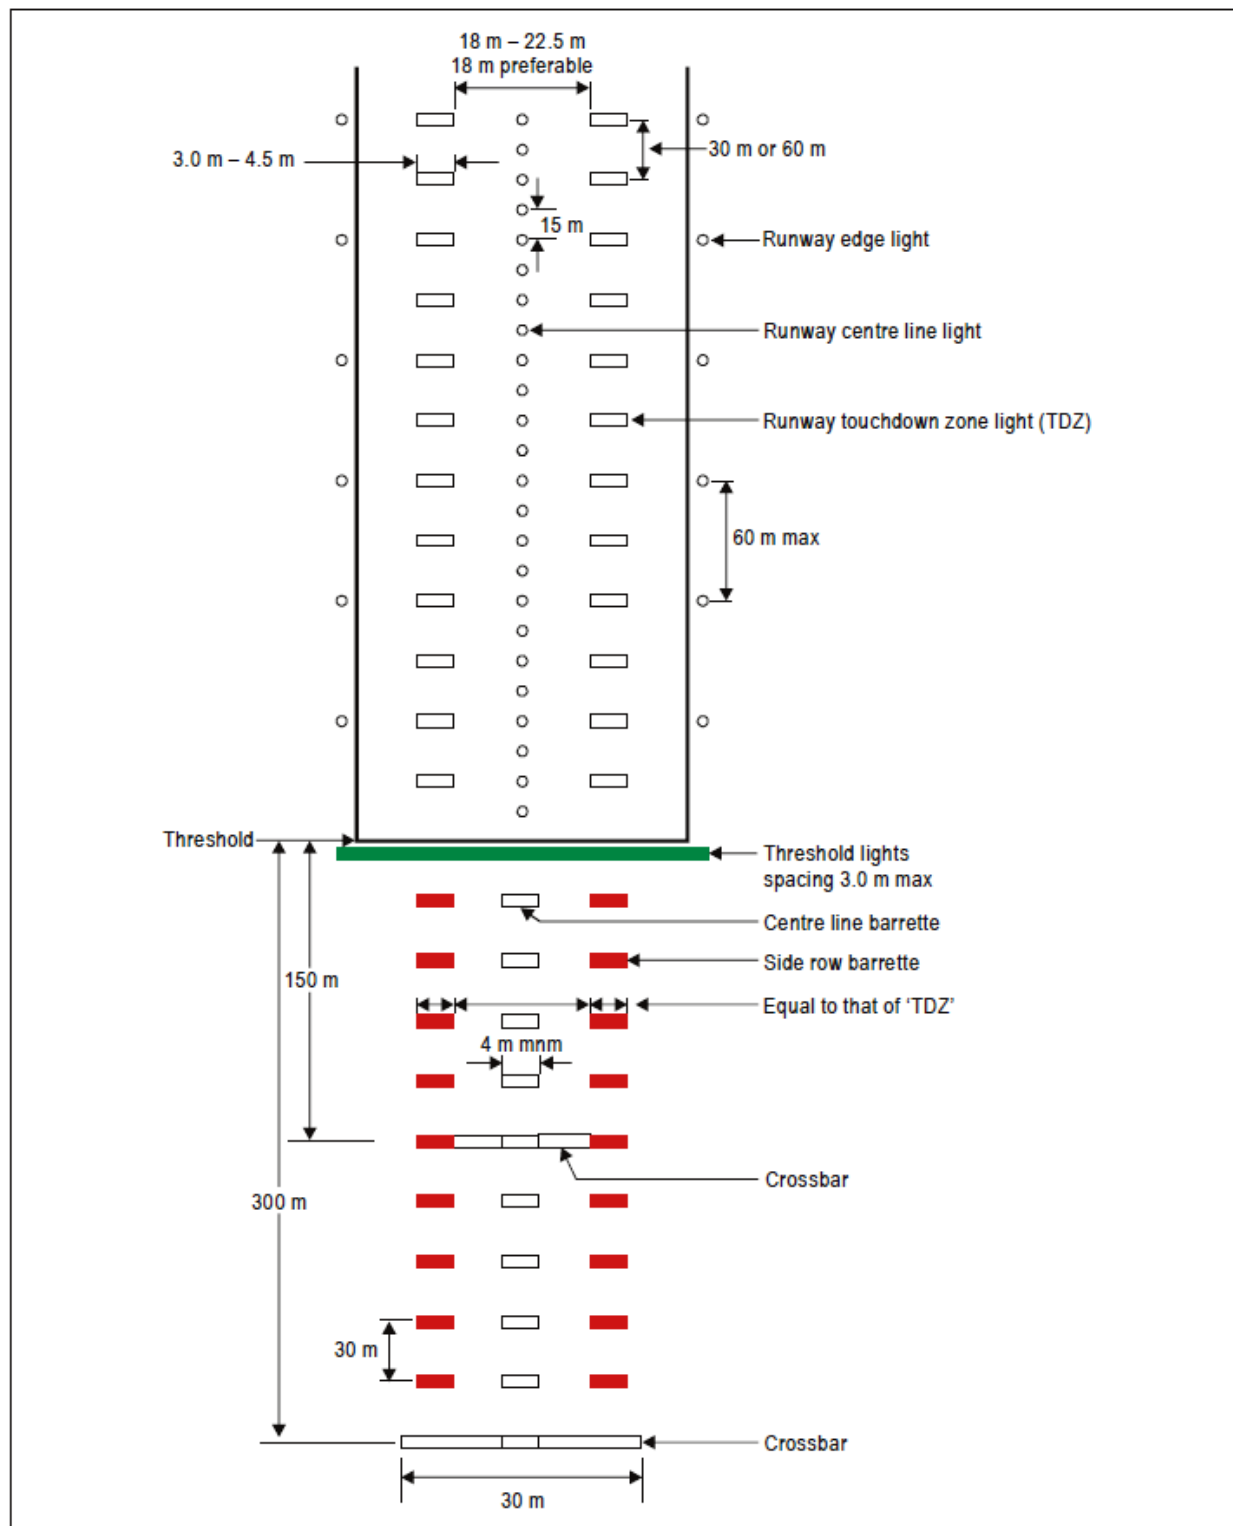 18 m – 22.5 m
18 m preferable
3.0 m – 4.5 m
30 m or 60 m
15 m
Runway edge light
Runway centre line light
Runway touchdown zone light (TDZ)
60 m max
Threshold
Threshold lights
spacing 3.0 m max
Centre line barrette
Side row barrette
150 m
Equal to that of ‘TDZ’
4 m mnm
Crossbar
300 m
30 m
Crossbar
30 m